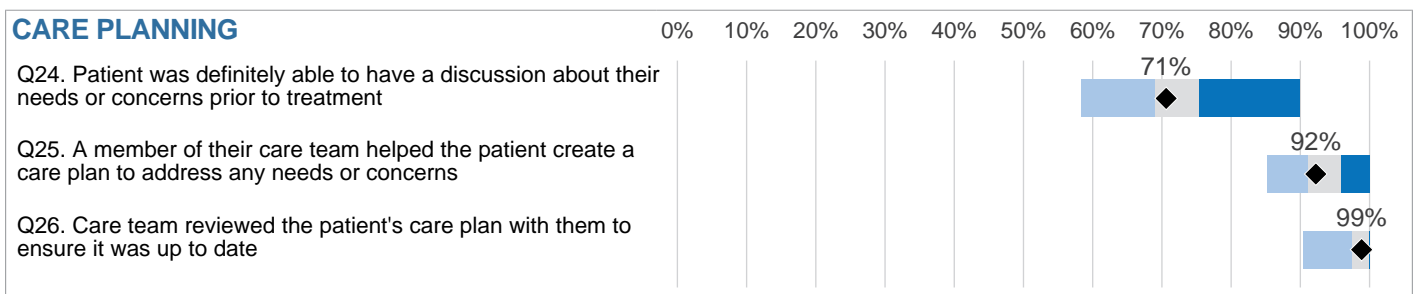 CARE PLANNING
0% 10% 20% 30% 40% 50% 60% 70% 80% 90% 100%
Q24. Patient was definitely able to have a discussion about their
needs or concerns prior to treatment
71%
Q25. A member of their care team helped the patient create a
care plan to address any needs or concerns
92%
Q26. Care team reviewed the patient's care plan with them to
ensure it was up to date
99%